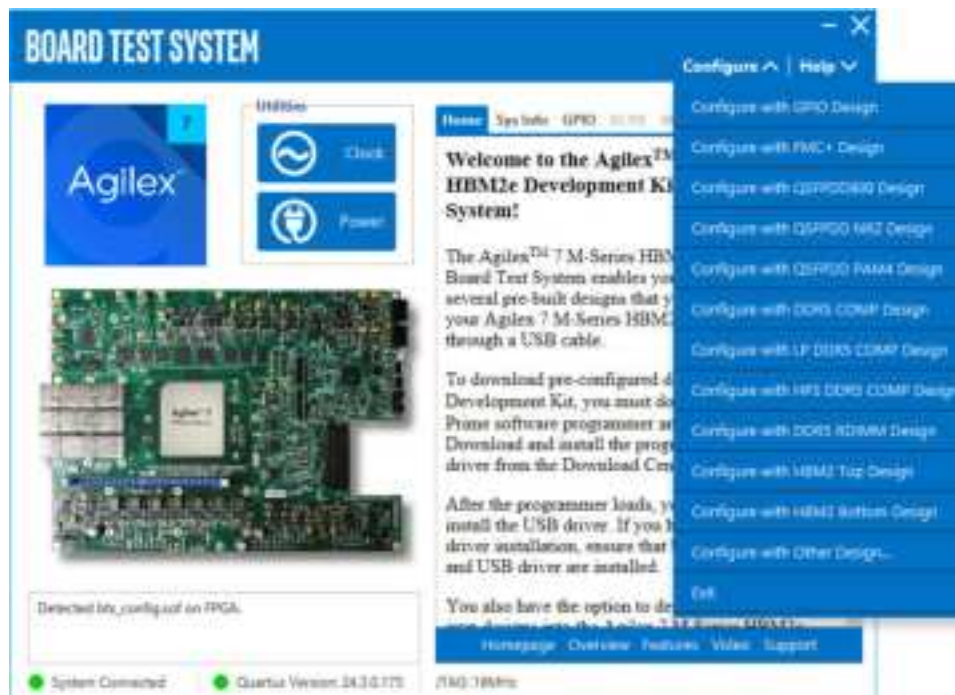 BOARD TEST SYSTEM
Configure | Help
Agilex
7
Utilities
Clock
Power
Home Sys Info GPIO
Welcome to the Agilex™
HBM2e Development Ki
System!
The Agilex™ 7 M-Series HBM
Board Test System enables you
several pre-built designs that y
your Agilex 7 M-Series HBM2
through a USB cable.
To download pre-configured d
Development Kit, you must do
Prime software programmer an
Download and install the prog
driver from the Download Cen
After the programmer loads, y
install the USB driver. If you h
driver installation, ensure that
and USB driver are installed.
You also have the option to de
Configure with GPIO Design
Configure with FMC+ Design
Configure with QSFPDD800 Design
Configure with QSFPDD NRZ Design
Configure with QSFPDD PAM4 Design
Configure with DDR5 COMP Design
Configure with LP DDR5 COMP Design
Configure with HPS DDR5 COMP Design
Configure with DDR5 RDIMM Design
Configure with HBM2 Top Design
Configure with HBM2 Bottom Design
Configure with Other Design...
Exit
Agilex 7
Detected bts_config.sof on FPGA.
Homepage Overview Features Video Support
System Connected
Quartus Version: 24.3.0.175